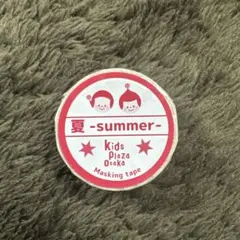 夏 -summer-
Kids
Plaza
Osaka
Masking tape